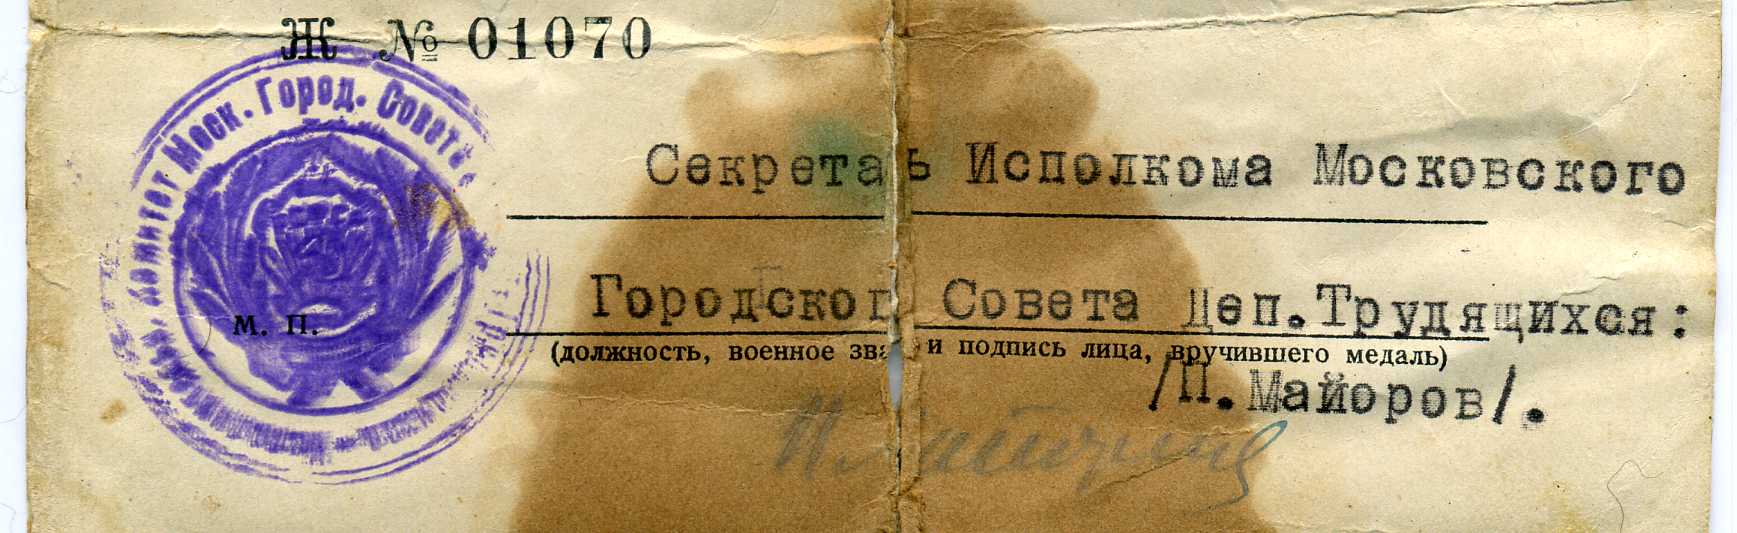 Ж № 01070
Моск. Город. Совета
Комитет
Секретарь Исполкома Московского
Городского Совета Деп.Трудящихся:
М. П.
(должность, военное зва и подпись лица, вручившего медаль)
/П.Майоров/.